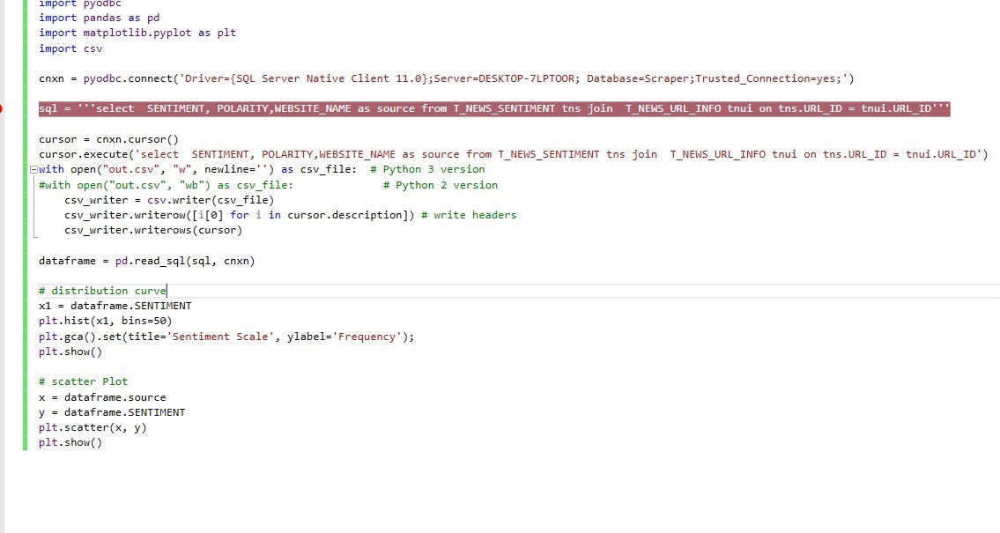 import pyodbc
import pandas as pd
import matplotlib.pyplot as plt
import csv
cnxn = pyodbc.connect('Driver={SQL Server Native Client 11.0};Server=DESKTOP-7LPTOOR; Database=Scraper;Trusted_Connection=yes;')
sql = '''select  SENTIMENT, POLARITY,WEBSITE_NAME as source from T_NEWS_SENTIMENT tns join  T_NEWS_URL_INFO tnui on tns.URL_ID = tnui.URL_ID'''
cursor = cnxn.cursor()
cursor.execute('select  SENTIMENT, POLARITY,WEBSITE_NAME as source from T_NEWS_SENTIMENT tns join  T_NEWS_URL_INFO tnui on tns.URL_ID = tnui.URL_ID')
with open("out.csv", "w", newline='') as csv_file:  # Python 3 version
#with open("out.csv", "wb") as csv_file:              # Python 2 version
    csv_writer = csv.writer(csv_file)
    csv_writer.writerow([i[0] for i in cursor.description]) # write headers
    csv_writer.writerows(cursor)
dataframe = pd.read_sql(sql, cnxn)
# distribution curve
x1 = dataframe.SENTIMENT
plt.hist(x1, bins=50)
plt.gca().set(title='Sentiment Scale', ylabel='Frequency');
plt.show()
# scatter Plot
x = dataframe.source
y = dataframe.SENTIMENT
plt.scatter(x, y)
plt.show()